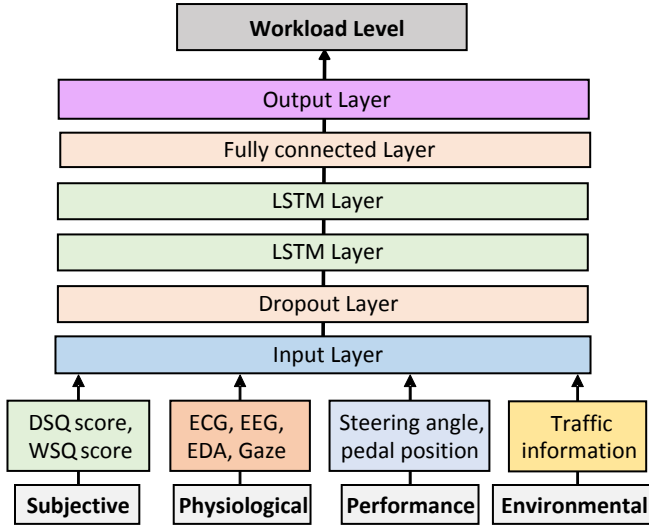 Workload Level
Output Layer
Fully connected Layer
LSTM Layer
LSTM Layer
Dropout Layer
Input Layer
DSQ score,
WSQ score
ECG, EEG,
EDA, Gaze
Steering angle,
pedal position
Traffic
information
Subjective
Physiological
Performance
Environmental